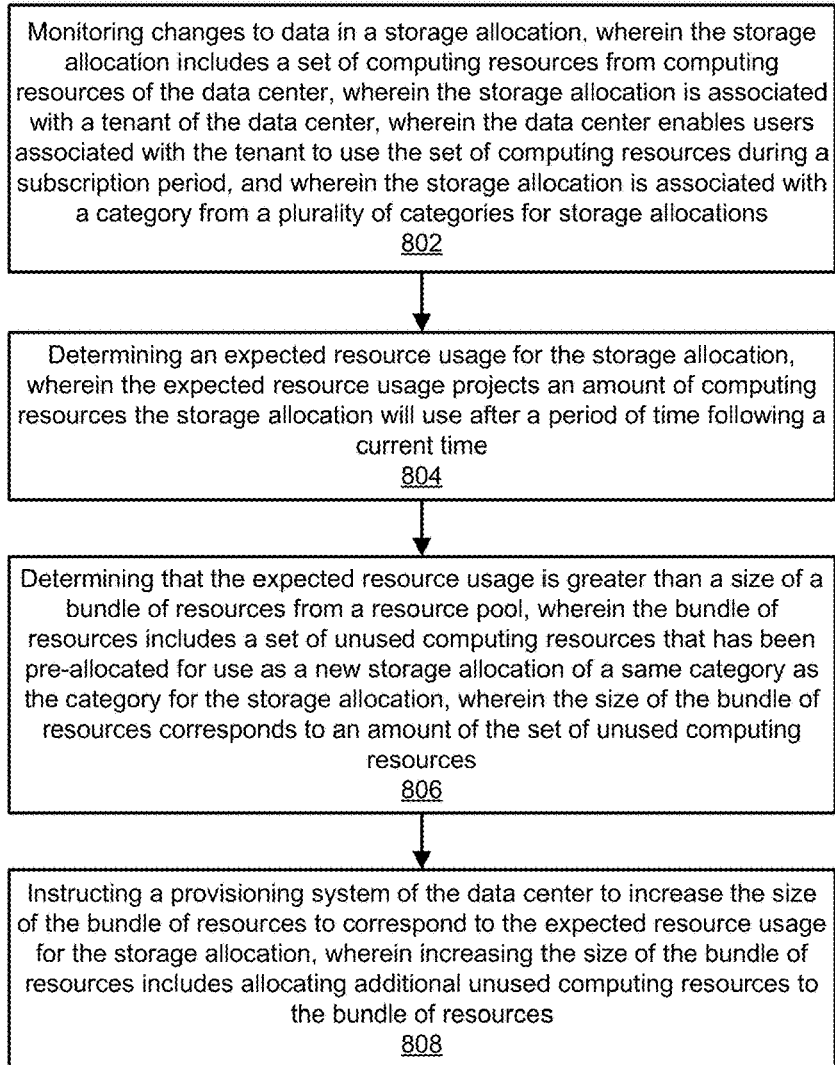 Monitoring changes to data in a storage allocation, wherein the storage
allocation includes a set of computing resources from computing
resources of the data center, wherein the storage allocation is associated
with a tenant of the data center, wherein the data center enables users
associated with the tenant to use the set of computing resources during a
subscription period, and wherein the storage allocation is associated with
a category from a plurality of categories for storage allocations
802
Determining an expected resource usage for the storage allocation,
wherein the expected resource usage projects an amount of computing
resources the storage allocation will use after a period of time following a
current time
804
Determining that the expected resource usage is greater than a size of a
bundle of resources from a resource pool, wherein the bundle of
resources includes a set of unused computing resources that has been
pre-allocated for use as a new storage allocation of a same category as
the category for the storage allocation, wherein the size of the bundle of
resources corresponds to an amount of the set of unused computing
resources
806
Instructing a provisioning system of the data center to increase the size
of the bundle of resources to correspond to the expected resource usage
for the storage allocation, wherein increasing the size of the bundle of
resources includes allocating additional unused computing resources to
the bundle of resources
808